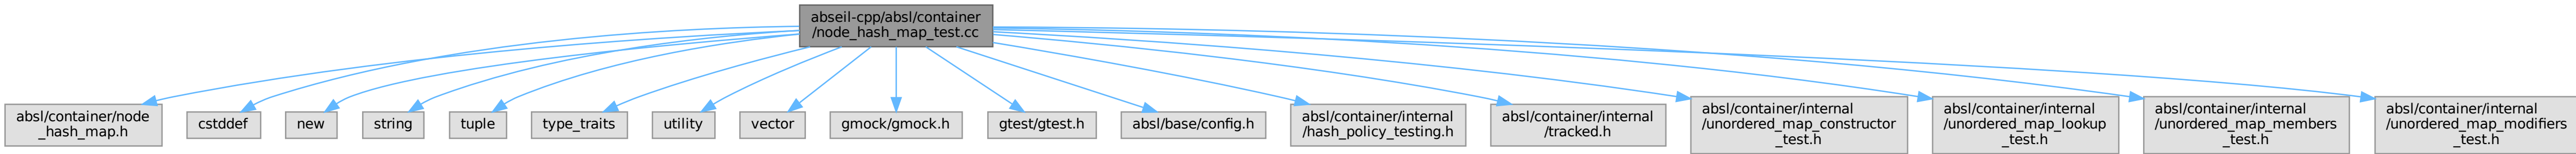 abseil-cpp/absl/container
/node_hash_map_test.cc
absl/container/node
_hash_map.h
cstddef
new
string
tuple
type_traits
utility
vector
gmock/gmock.h
gtest/gtest.h
absl/base/config.h
absl/container/internal
/hash_policy_testing.h
absl/container/internal
/tracked.h
absl/container/internal
/unordered_map_constructor
_test.h
absl/container/internal
/unordered_map_lookup
_test.h
absl/container/internal
/unordered_map_members
_test.h
absl/container/internal
/unordered_map_modifiers
_test.h